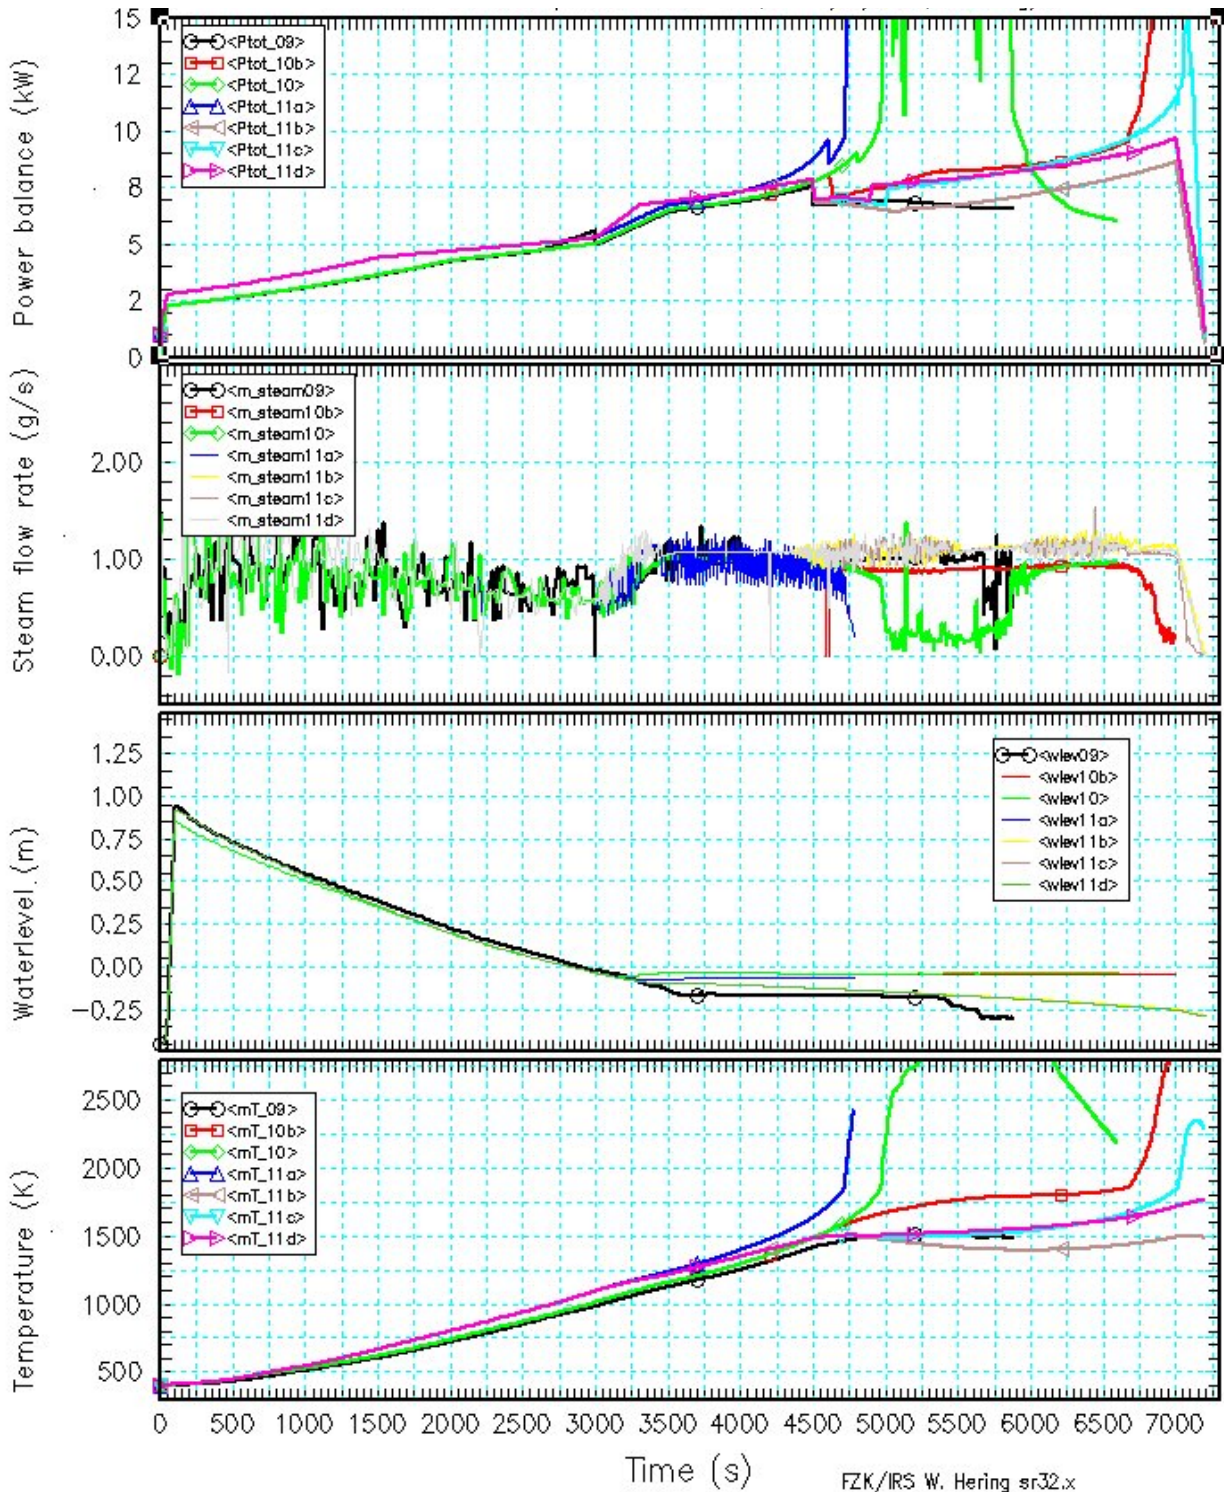 Power balance (kW)
15
12
10
8
5
2
0
<Ptot_09>
<Ptot_10b>
<Ptot_10>
<Ptot_11a>
<Ptot_11b>
<Ptot_11c>
<Ptot_11d>
Steam flow rate (g/s)
2.00
1.00
0.00
<m_steam09>
<m_steam10b>
<m_steam10>
<m_steam11a>
<m_steam11b>
<m_steam11c>
<m_steam11d>
Waterlevel.(m)
1.25
1.00
0.75
0.50
0.25
0.00
−0.25
<wlev09>
<wlev10b>
<wlev10>
<wlev11a>
<wlev11b>
<wlev11c>
<wlev11d>
Temperature (K)
2500
2000
1500
1000
500
<mT_09>
<mT_10b>
<mT_10>
<mT_11a>
<mT_11b>
<mT_11c>
<mT_11d>
0 500 1000 1500 2000 2500 3000 3500 4000 4500 5000 5500 6000 6500 7000
Time (s)
FZK/IRS W. Hering sr32.x